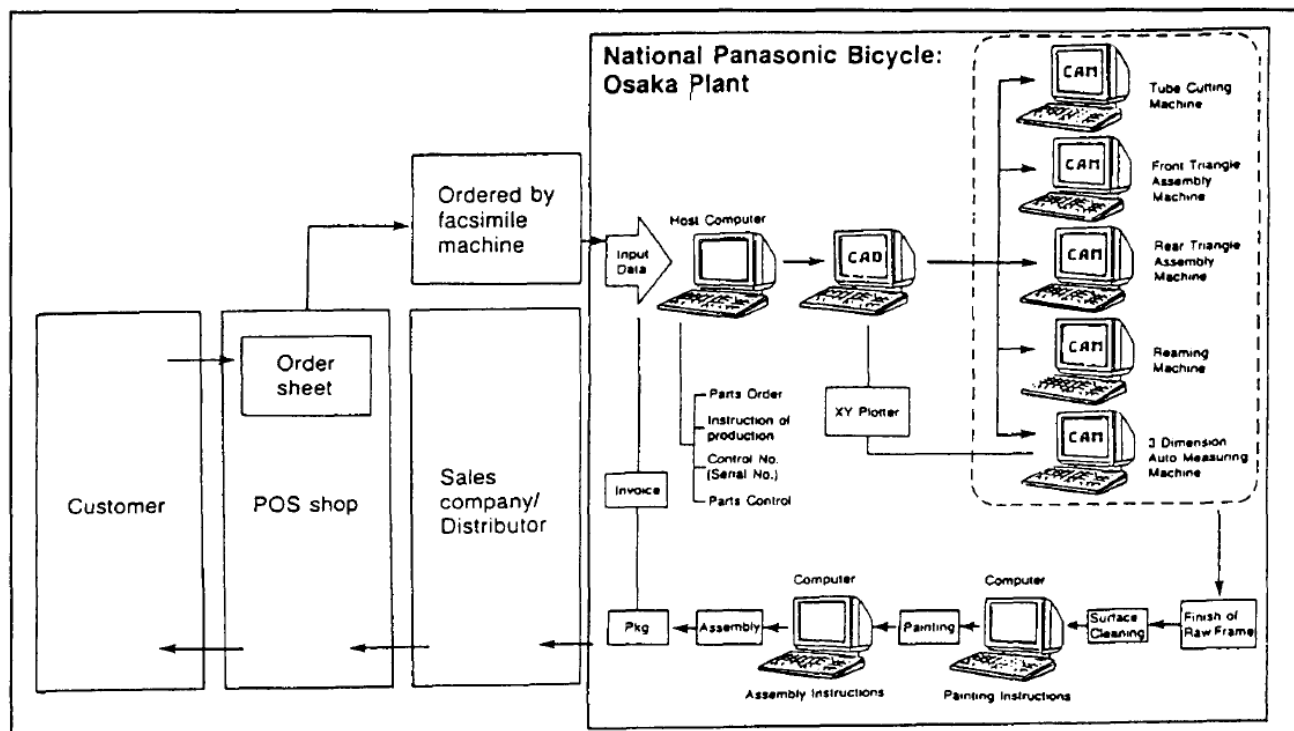 National Panasonic Bicycle:
Osaka Plant
CAM
Tube Cutting
Machine
CAM
Front Triangle
Assembly
Machine
Ordered by
facsimile
machine
Host Computer
Input
Data
CAD
CAM
Rear Triangle
Assembly
Machine
Order
sheet
CAM
Reaming
Machine
Parts Order
Instruction of
production
Control No.
(Serial No.)
Parts Control
XY Plotter
CAM
3 Dimension
Auto Measuring
Machine
Customer
POS shop
Sales
company/
Distributor
Invoice
Computer
Computer
Pkg
Assembly
Painting
Surface
Cleaning
Finish of
Raw Frame
Assembly Instructions
Painting Instructions